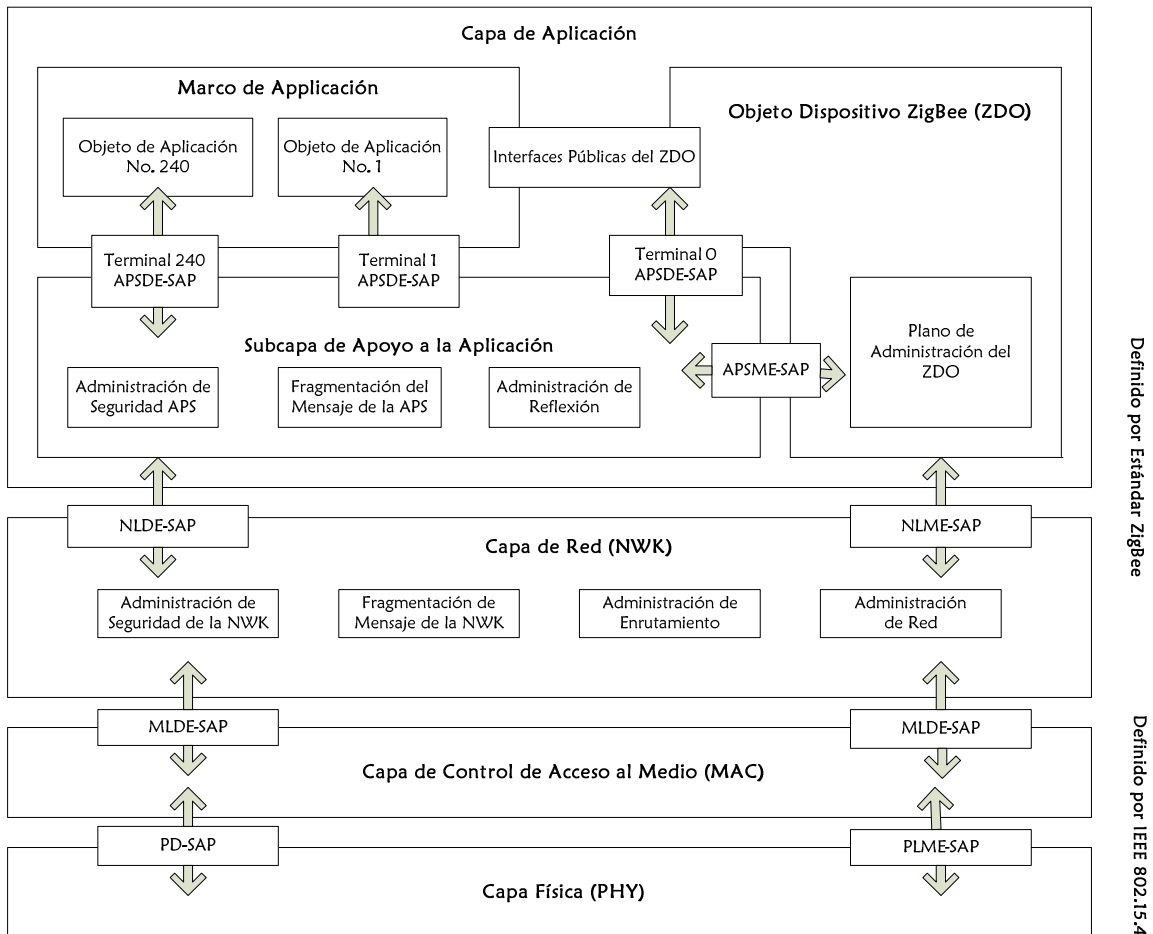 Capa de Aplicación
Marco de Applicación
Objeto Dispositivo ZigBee (ZDO)
Objeto de Aplicación
No. 240
Objeto de Aplicación
No. 1
Interfaces Públicas del ZDO
Terminal 240
APSDE-SAP
Terminal 1
APSDE-SAP
Terminal 0
APSDE-SAP
Subcapa de Apoyo a la Aplicación
APSME-SAP
Plano de
Administración del
ZDO
Administración de
Seguridad APS
Fragmentación del
Mensaje de la APS
Administración de
Reflexión
NLDE-SAP
NLME-SAP
Capa de Red (NWK)
Administración de
Seguridad de la NWK
Fragmentación de
Mensaje de la NWK
Administración de
Enrutamiento
Administración
de Red
MLDE-SAP
MLDE-SAP
Capa de Control de Acceso al Medio (MAC)
PD-SAP
PLME-SAP
Capa Física (PHY)
Definido por Estándar ZigBee
Definido por IEEE 802.15.4